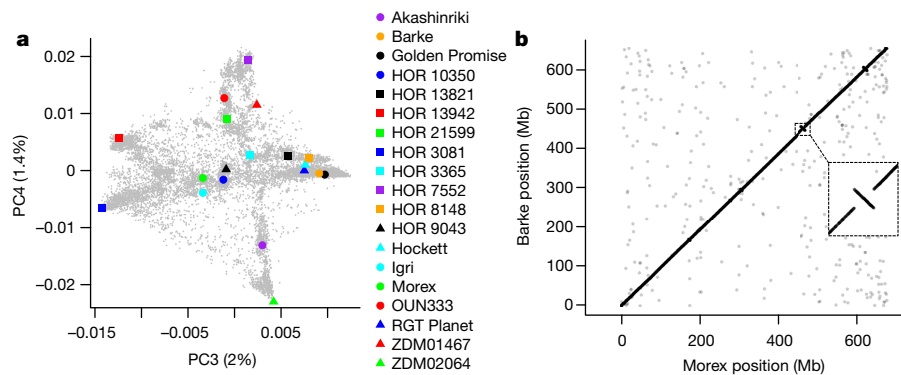 a
PC4 (1.4%)
0.02
0.01
0
−0.01
−0.02
−0.015
−0.005
0.005
PC3 (2%)
Akashinriki
Barke
Golden Promise
HOR 10350
HOR 13821
HOR 13942
HOR 21599
HOR 3081
HOR 3365
HOR 7552
HOR 8148
HOR 9043
Hockett
Igri
Morex
OUN333
RGT Planet
ZDM01467
ZDM02064
b
Barke position (Mb)
600
500
400
300
200
100
0
0
200
400
600
Morex position (Mb)